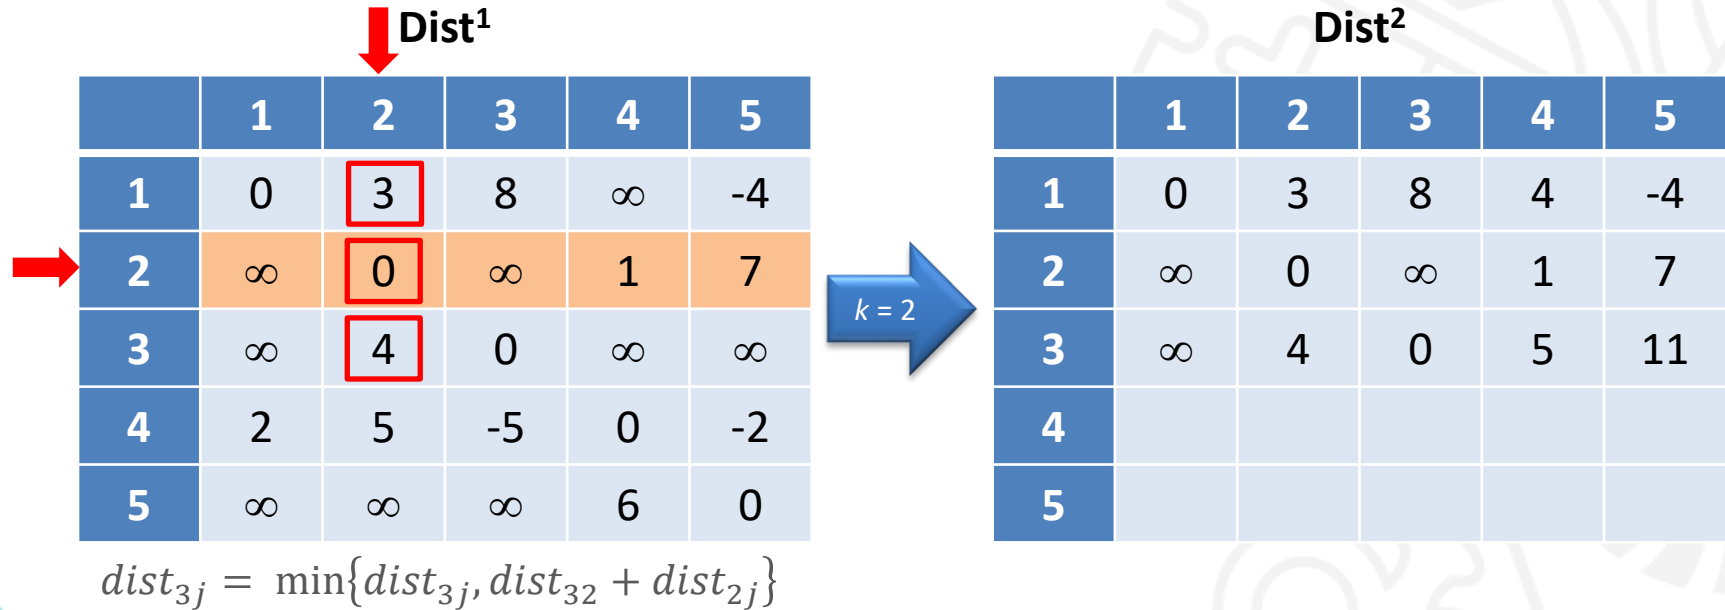 Dist¹ Dist²
1 2 3 4 5 1 2 3 4 5
1 0 3 8 ∞ -4 1 0 3 8 4 -4
2 ∞ 0 ∞ 1 7 2 ∞ 0 ∞ 1 7
k = 2
3 ∞ 4 0 ∞ ∞ 3 ∞ 4 0 5 11
4 2 5 -5 0 -2 4
5 ∞ ∞ ∞ 6 0 5
dist₃ⱼ = min{dist₃ⱼ, dist₃₂ + dist₂ⱼ}